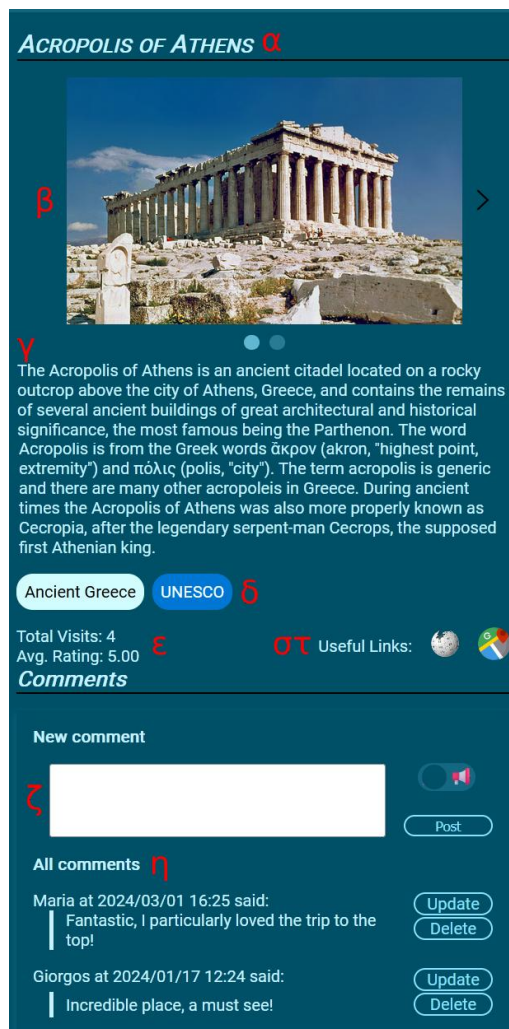 ACROPOLIS OF ATHENS α
β
γ
The Acropolis of Athens is an ancient citadel located on a rocky
outcrop above the city of Athens, Greece, and contains the remains
of several ancient buildings of great architectural and historical
significance, the most famous being the Parthenon. The word
Acropolis is from the Greek words ἄκρον (akron, "highest point,
extremity") and πόλις (polis, "city"). The term acropolis is generic
and there are many other acropoleis in Greece. During ancient
times the Acropolis of Athens was also more properly known as
Cecropia, after the legendary serpent-man Cecrops, the supposed
first Athenian king.
Ancient Greece UNESCO δ
Total Visits: 4
Avg. Rating: 5.00 ε στ Useful Links: G
Comments
New comment
ζ
Post
All comments η
Maria at 2024/03/01 16:25 said: Update
Fantastic, I particularly loved the trip to the
top!
Delete
Giorgos at 2024/01/17 12:24 said: Update
Incredible place, a must see! Delete